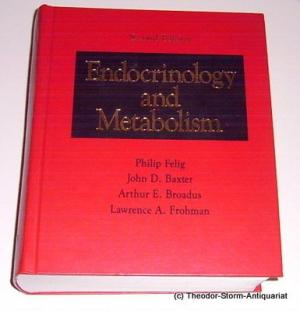 Second Edition
Endocrinology
and
Metabolism
Philip Felig
John D. Baxter
Arthur E. Broadus
Lawrence A. Frohman
(c) Theodor-Storm-Antiquariat